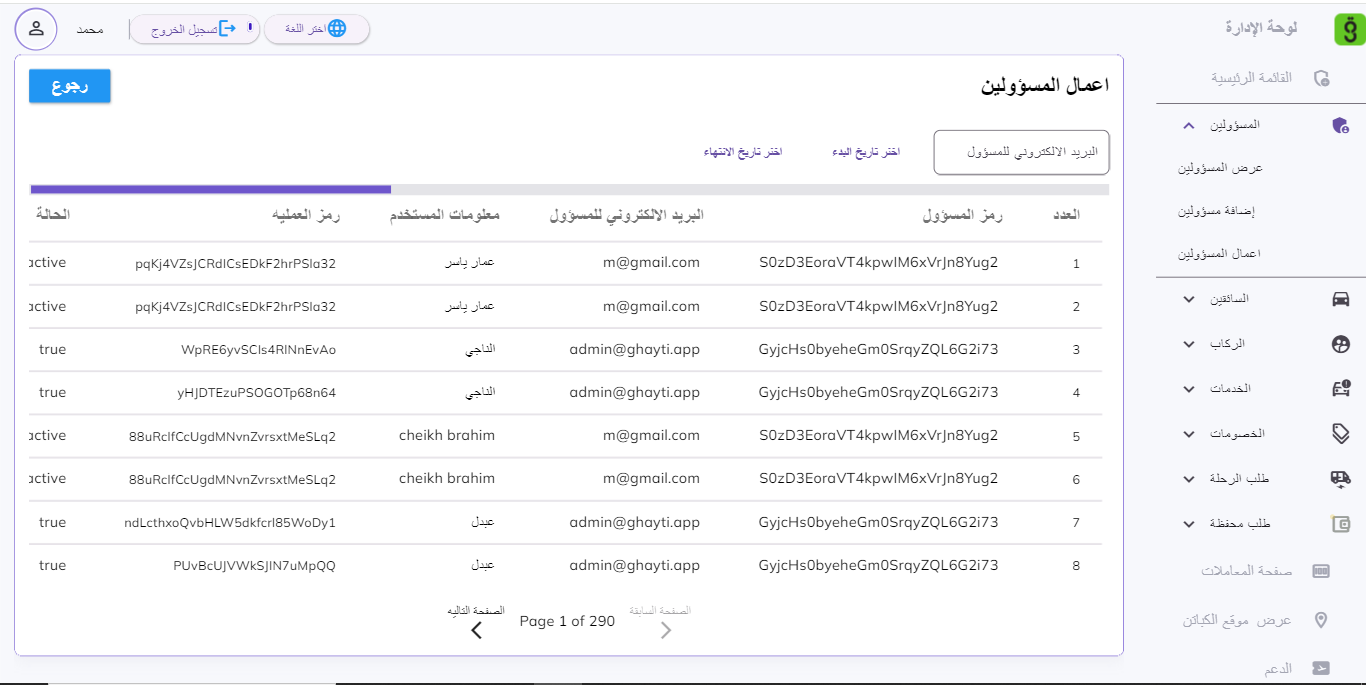 لوحة الإدارة
القائمة الرئيسية
المسؤولين
عرض المسؤولين
إضافة مسؤولين
اعمال المسؤولين
السائقين
الركاب
الخدمات
الخصومات
طلب الرحلة
طلب محفظة
صفحة المعاملات
عرض موقع الكباتن
الدعم
اختر اللغة
تسجيل الخروج
محمد
اعمال المسؤولين
رجوع
البريد الالكتروني للمسؤول اختر تاريخ البدء اختر تاريخ الانتهاء
العدد رمز المسؤول البريد الالكتروني للمسؤول معلومات المستخدم رمز العمليه الحالة
1 S0zD3EoraVT4kpwIM6xVrJn8Yug2 m@gmail.com عمار ياسر pqKj4VZsJCRdICsEDkF2hrPSla32 active
2 S0zD3EoraVT4kpwIM6xVrJn8Yug2 m@gmail.com عمار ياسر pqKj4VZsJCRdICsEDkF2hrPSla32 active
3 GyjcHs0byeheGm0SrqyZQL6G2i73 admin@ghayti.app الناجي WpRE6yvSCIs4RINnEvAo true
4 GyjcHs0byeheGm0SrqyZQL6G2i73 admin@ghayti.app الناجي yHJDTEzuPSOGOTp68n64 true
5 S0zD3EoraVT4kpwIM6xVrJn8Yug2 m@gmail.com cheikh brahim 88uRcIfCcUgdMNvnZvrsxtMeSLq2 active
6 S0zD3EoraVT4kpwIM6xVrJn8Yug2 m@gmail.com cheikh brahim 88uRcIfCcUgdMNvnZvrsxtMeSLq2 active
7 GyjcHs0byeheGm0SrqyZQL6G2i73 admin@ghayti.app عبدل ndLcthxoQvbHLW5dkfcrI85WoDy1 true
8 GyjcHs0byeheGm0SrqyZQL6G2i73 admin@ghayti.app عبدل PUvBcUJVWkSJIN7uMpQQ true
الصفحة السابقة
Page 1 of 290
الصفحة التاليه